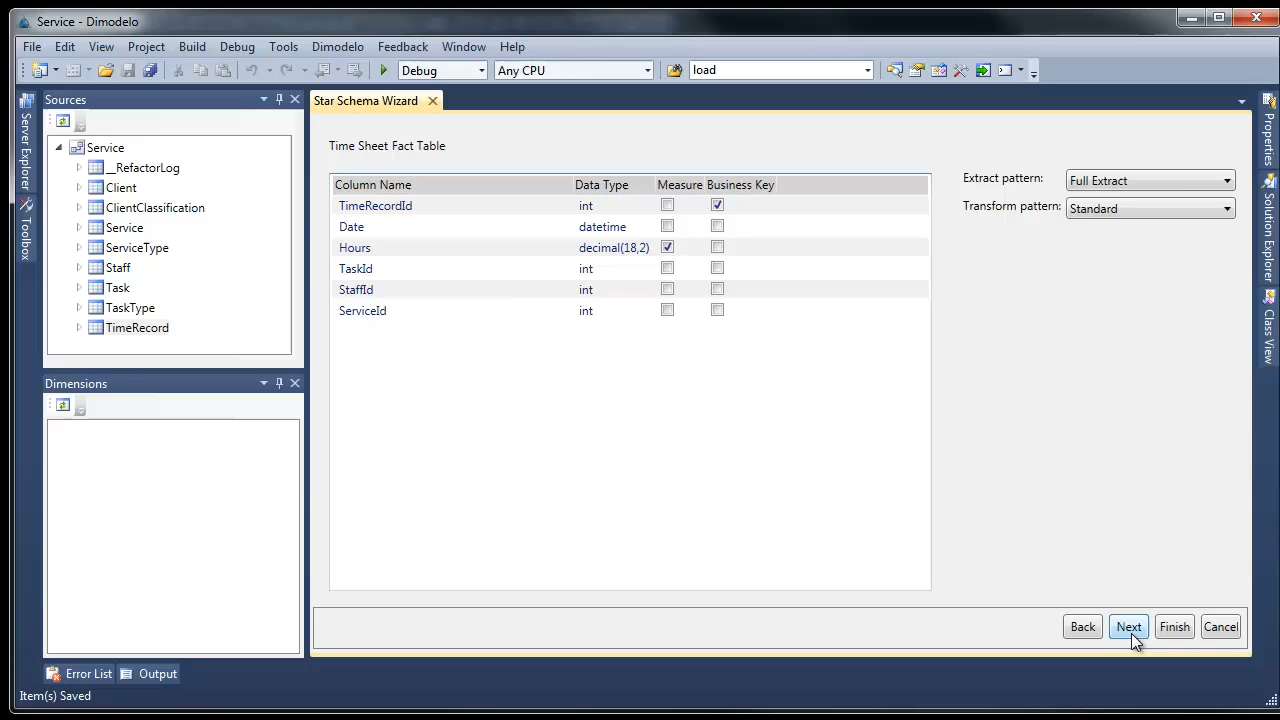 Service - Dimodelo
File Edit View Project Build Debug Tools Dimodelo Feedback Window Help
Debug Any CPU load
Server Explorer
Toolbox
Sources
Service
__RefactorLog
Client
ClientClassification
Service
ServiceType
Staff
Task
TaskType
TimeRecord
Dimensions
Star Schema Wizard
Time Sheet Fact Table
Column Name Data Type Measure Business Key
TimeRecordId int
Date datetime
Hours decimal(18,2)
TaskId int
StaffId int
ServiceId int
Extract pattern: Full Extract
Transform pattern: Standard
Back Next Finish Cancel
Properties
Solution Explorer
Class View
Error List Output
Item(s) Saved